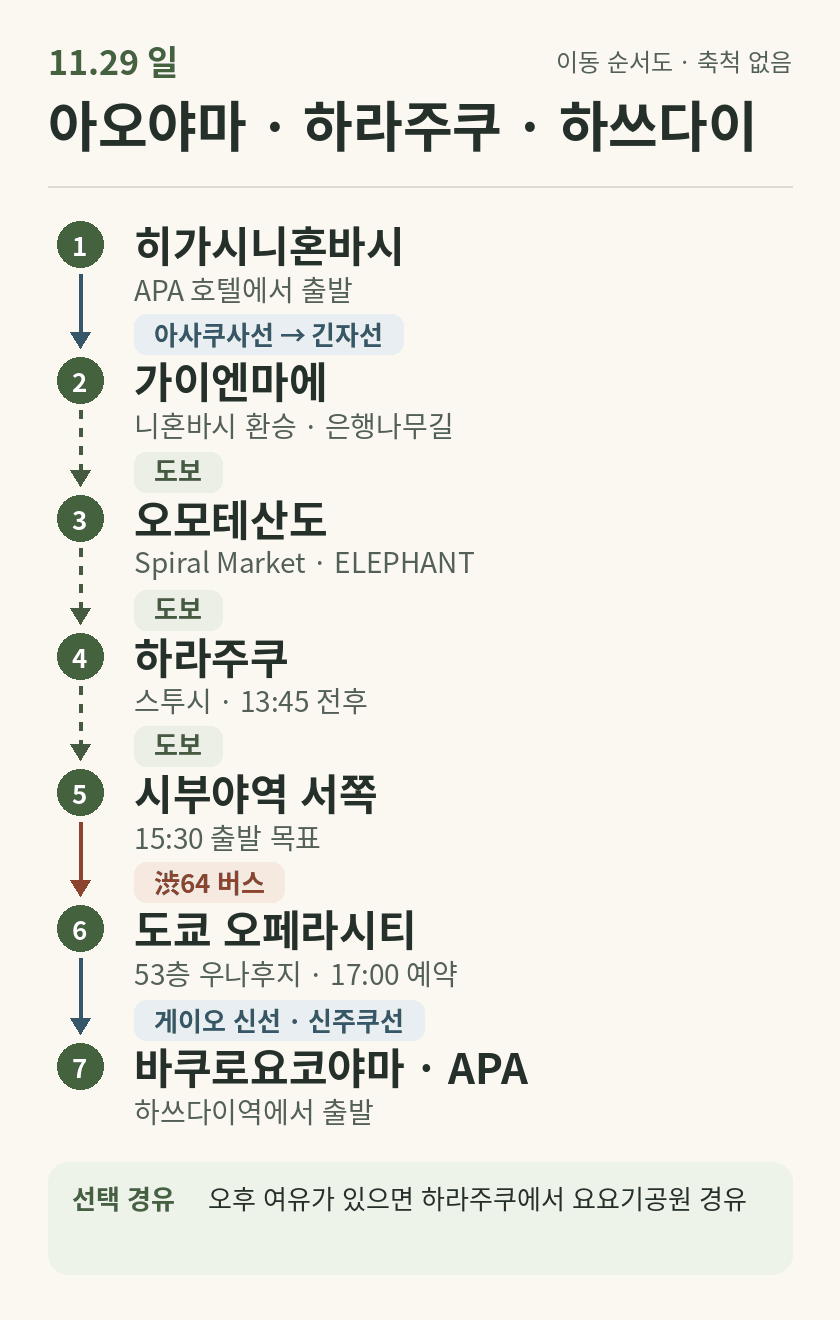 11.29 일
이동 순서도 · 축척 없음
아오야마 · 하라주쿠 · 하쓰다이
1
히가시니혼바시
APA 호텔에서 출발
아사쿠사선 → 긴자선
2
가이엔마에
니혼바시 환승 · 은행나무길
도보
3
오모테산도
Spiral Market · ELEPHANT
도보
4
하라주쿠
스투시 · 13:45 전후
도보
5
시부야역 서쪽
15:30 출발 목표
渋64 버스
6
도쿄 오페라시티
53층 우나후지 · 17:00 예약
게이오 신선 · 신주쿠선
7
바쿠로요코야마 · APA
하쓰다이역에서 출발
선택 경유 오후 여유가 있으면 하라주쿠에서 요요기공원 경유